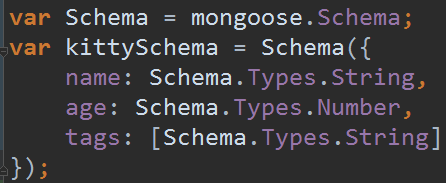 var Schema = mongoose.Schema;
var kittySchema = Schema({
    name: Schema.Types.String,
    age: Schema.Types.Number,
    tags: [Schema.Types.String]
});